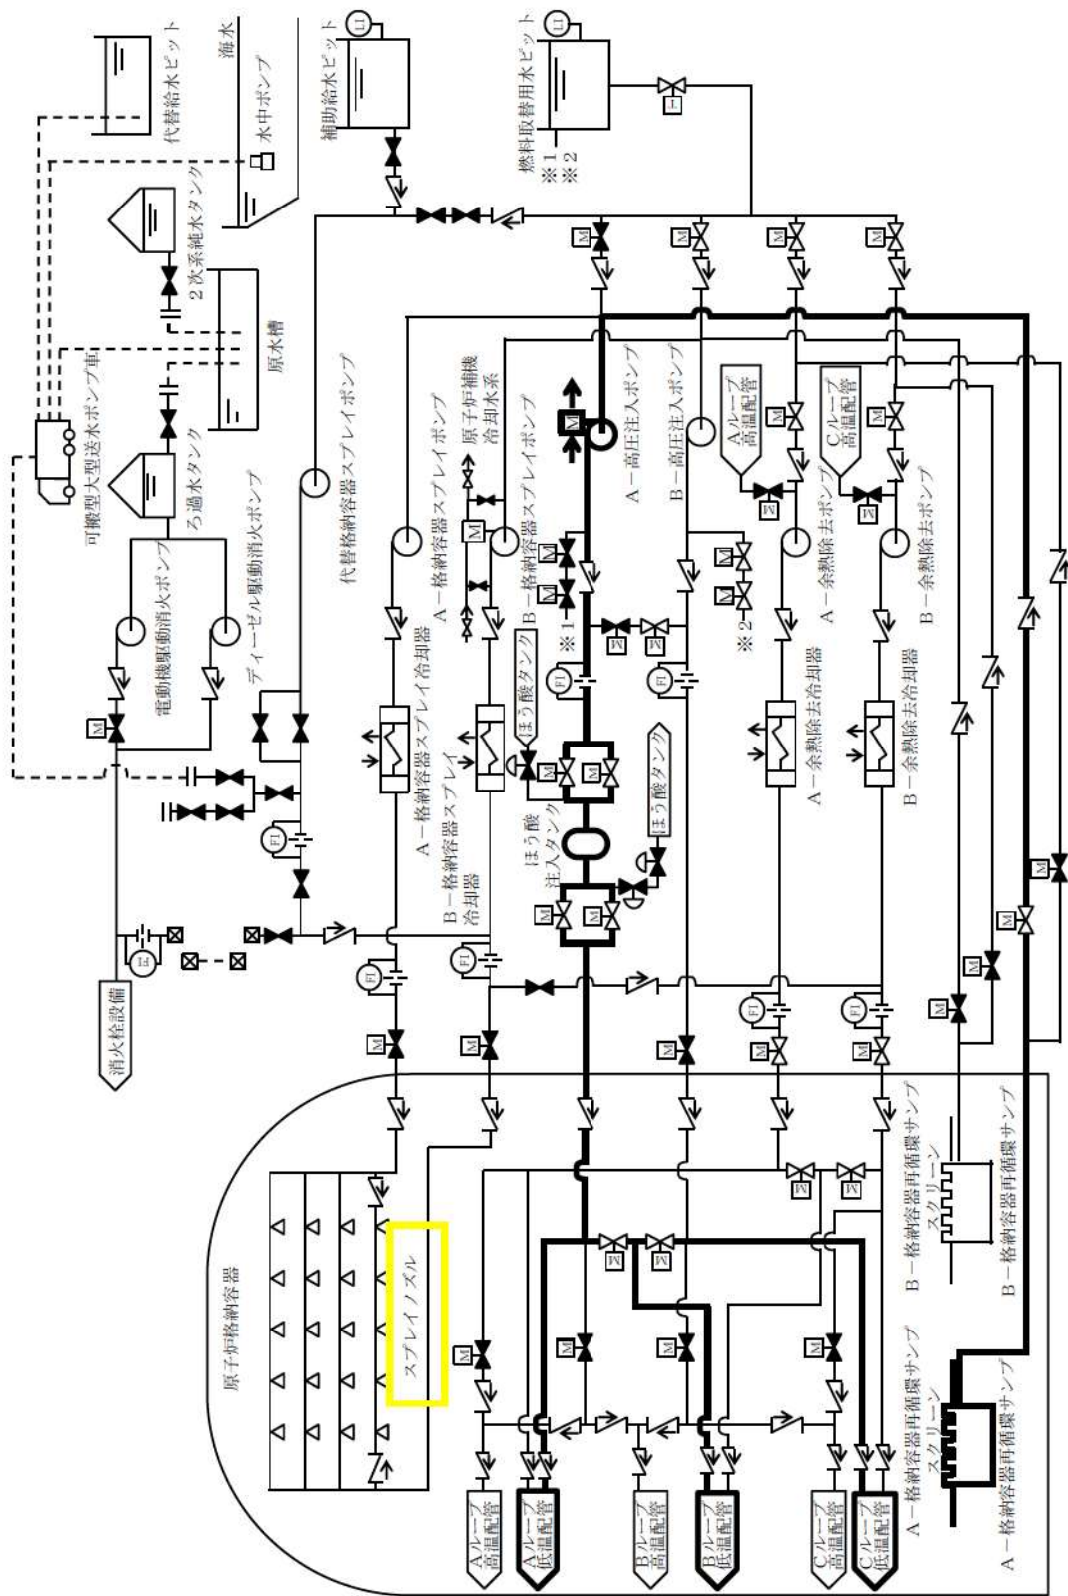 代替給水ピット
海水
水中ポンプ
補助給水ピット
LI
燃料取替用水ピット
LI
※1
※2
2次系純水タンク
原水槽
可搬型大型送水ポンプ車
ろ過水タンク
電動機駆動消火ポンプ
ディーゼル駆動消火ポンプ
代替格納容器スプレイポンプ
A－格納容器スプレイポンプ
原子炉補機
冷却水系
B－格納容器スプレイポンプ
A－高圧注入ポンプ
B－高圧注入ポンプ
Aループ
高温配管
Cループ
高温配管
A－余熱除去ポンプ
B－余熱除去ポンプ
※1
※2
A－格納容器スプレイ冷却器
B－格納容器スプレイ
冷却器
ほう酸タンク
ほう酸
注入タンク
ほう酸タンク
A－余熱除去冷却器
B－余熱除去冷却器
FI
FI
FI
FI
FI
FI
FI
FI
消火栓設備
原子炉格納容器
スプレイノズル
Aループ
高温配管
Aループ
低温配管
Bループ
高温配管
Bループ
低温配管
Cループ
高温配管
Cループ
低温配管
B－格納容器再循環サンプ
スクリーン
B－格納容器再循環サンプ
A－格納容器再循環サンプ
スクリーン
A－格納容器再循環サンプ